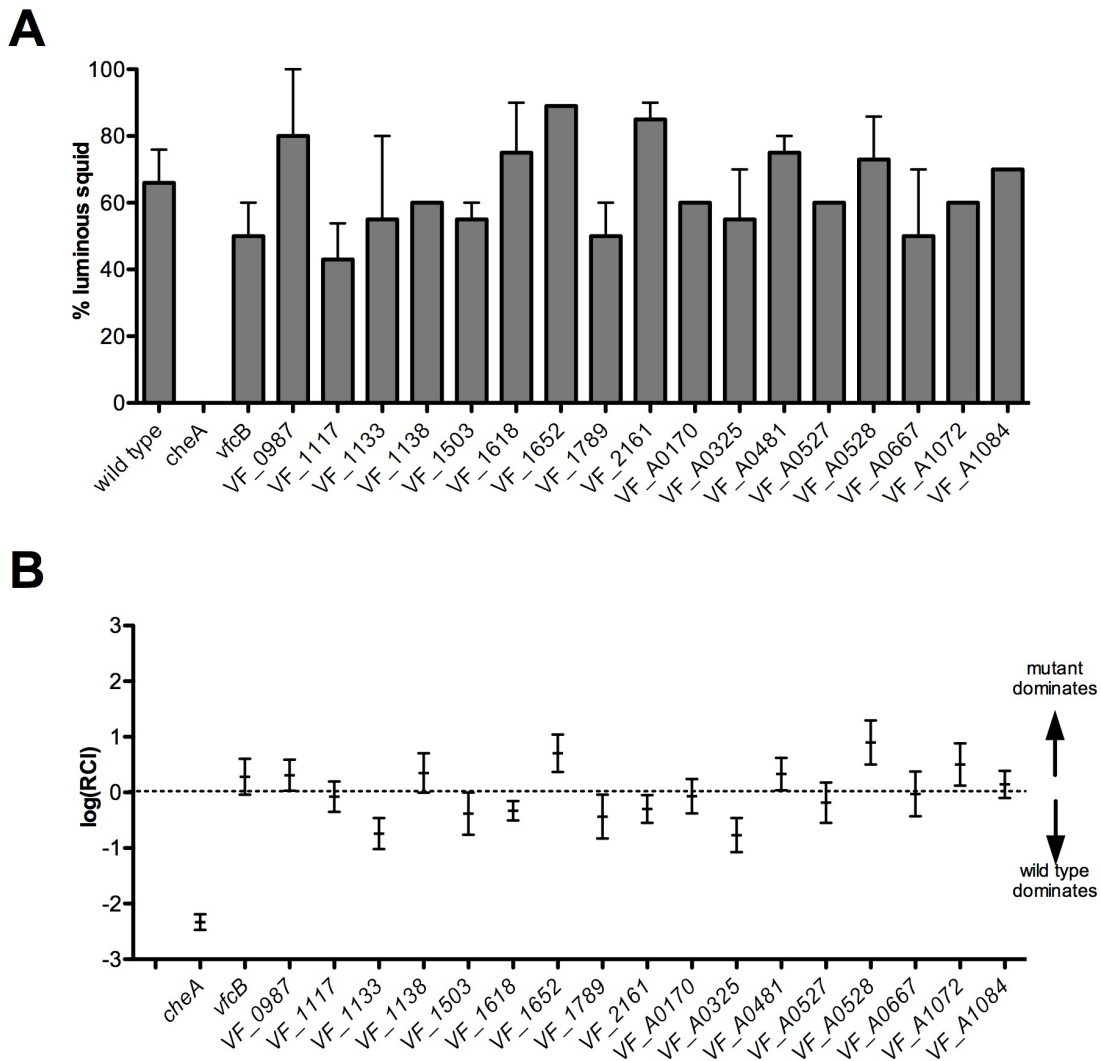 A
% luminous squid
100
80
60
40
20
0
wild type
cheA
vfcB
VF_0987
VF_1117
VF_1133
VF_1138
VF_1503
VF_1618
VF_1652
VF_1789
VF_2161
VF_A0170
VF_A0325
VF_A0481
VF_A0527
VF_A0528
VF_A0667
VF_A1072
VF_A1084
B
log(RCI)
3
2
1
0
-1
-2
-3
mutant
dominates
wild type
dominates
cheA
vfcB
VF_0987
VF_1117
VF_1133
VF_1138
VF_1503
VF_1618
VF_1652
VF_1789
VF_2161
VF_A0170
VF_A0325
VF_A0481
VF_A0527
VF_A0528
VF_A0667
VF_A1072
VF_A1084